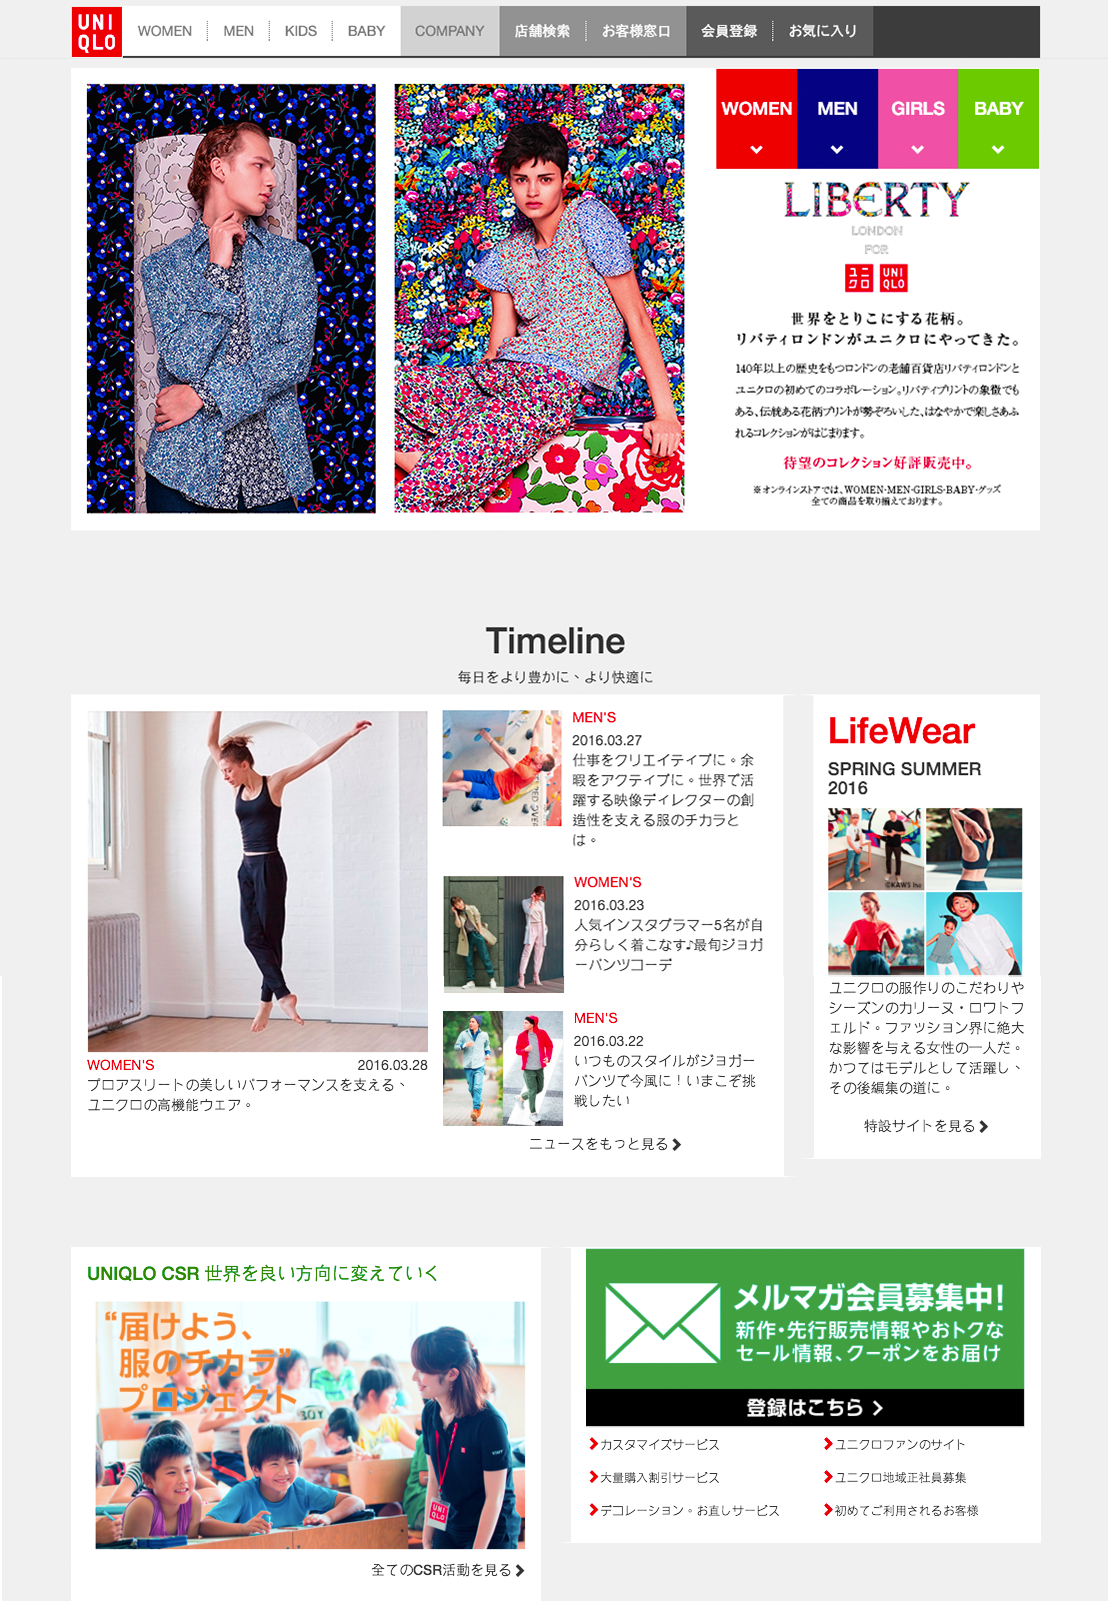 UNI
QLO
WOMEN
MEN
KIDS
BABY
COMPANY
店舗検索
お客様窓口
会員登録
お気に入り
WOMEN
MEN
GIRLS
BABY
LIBERTY
LONDON
FOR
ユニ
クロ
UNI
QLO
世界をとりこにする花柄。
リバティロンドンがユニクロにやってきた。
140年以上の歴史をもつロンドンの老舗百貨店リバティロンドンと
ユニクロの初めてのコラボレーション。リバティプリントの象徴でも
ある、伝統ある花柄プリントが勢ぞろいした、はなやかで楽しさあふ
れるコレクションがはじまります。
待望のコレクション好評販売中。
※オンラインストアでは、WOMEN・MEN・GIRLS・BABY・グッズ
全ての商品を取り揃えております。
Timeline
毎日をより豊かに、より快適に
WOMEN'S
2016.03.28
プロアスリートの美しいパフォーマンスを支える、
ユニクロの高機能ウェア。
MEN'S
2016.03.27
仕事をクリエイティブに。余
暇をアクティブに。世界で活
躍する映像ディレクターの創
造性を支える服のチカラと
は。
WOMEN'S
2016.03.23
人気インスタグラマー5名が自
分らしく着こなす♪最旬ジョガ
ーパンツコーデ
MEN'S
2016.03.22
いつものスタイルがジョガー
パンツで今風に！いまこぞ挑
戦したい
ニュースをもっと見る
LifeWear
SPRING SUMMER
2016
©KAWS Inc
ユニクロの服作りのこだわりや
シーズンのカリーヌ・ロワトフ
ェルド。ファッション界に絶大
な影響を与える女性の一人だ。
かつてはモデルとして活躍し、
その後編集の道に。
特設サイトを見る
UNIQLO CSR 世界を良い方向に変えていく
“届けよう、
服のチカラ”
プロジェクト
BOY
STAFF
UNI
QLO
全てのCSR活動を見る
メルマガ会員募集中!
新作・先行販売情報やおトクな
セール情報、クーポンをお届け
登録はこちら
カスタマイズサービス
ユニクロファンのサイト
大量購入割引サービス
ユニクロ地域正社員募集
デコレーション。お直しサービス
初めてご利用されるお客様